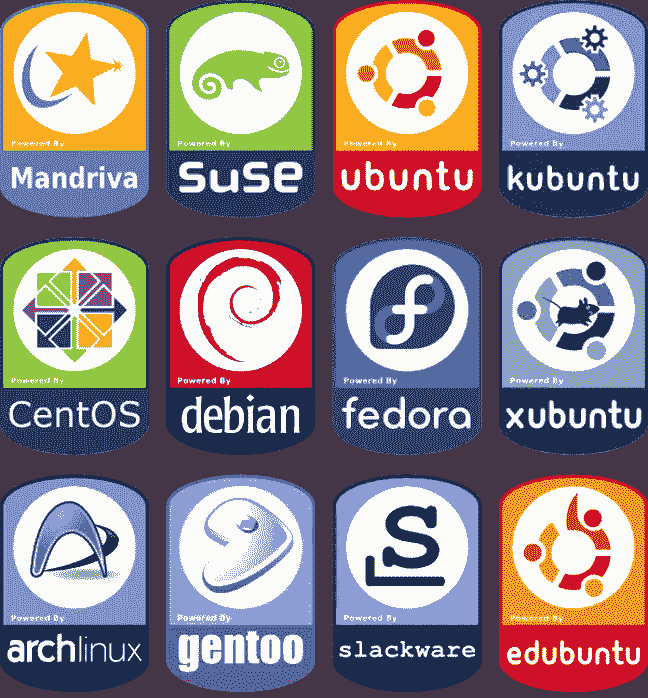 Powered By
Mandriva
Powered By
suse
Powered By
ubuntu
Powered By
kubuntu
Powered By
CentOS
Powered By
debian
Powered By
fedora
Powered By
xubuntu
Powered By
archlinux
Powered By
gentoo
Powered By
slackware
Powered By
edubuntu